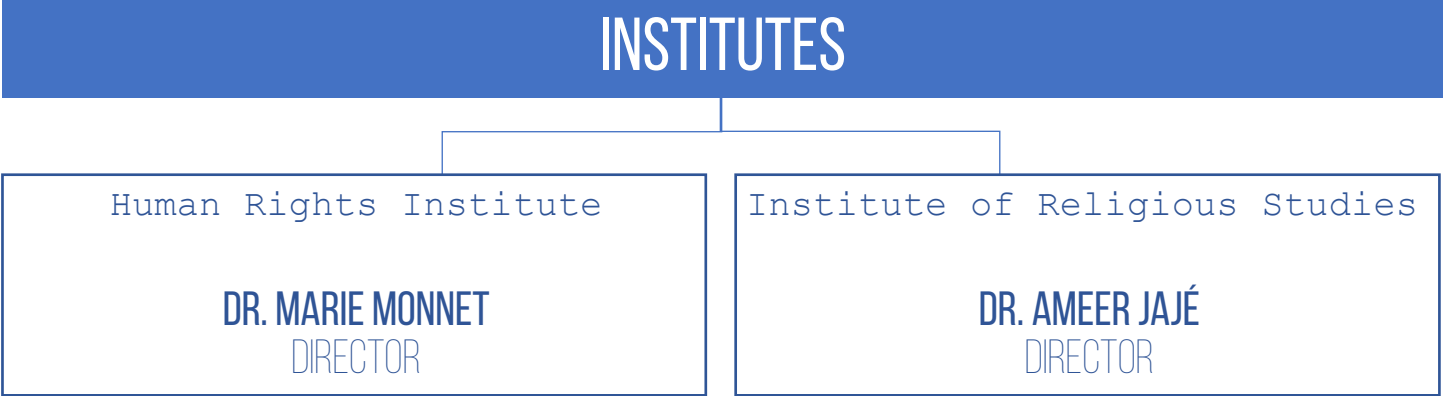 INSTITUTES
Human Rights Institute
DR. MARIE MONNET
DIRECTOR
Institute of Religious Studies
DR. AMEER JAJÉ
DIRECTOR